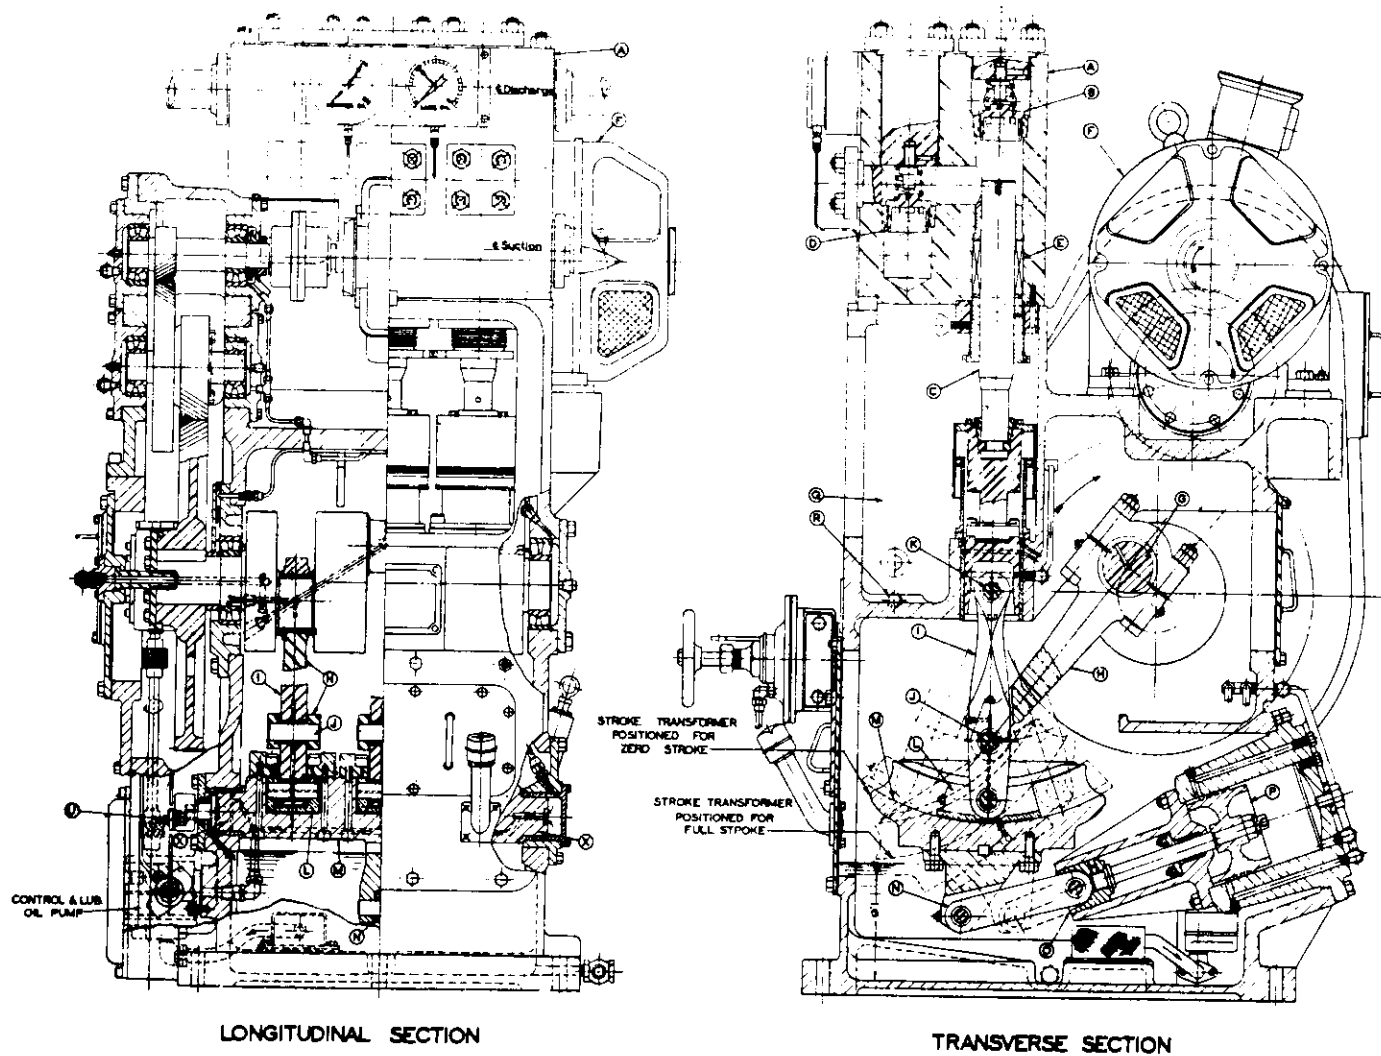 A
¢ Discharge
F
¢ Suction
I
N
J
L
M
X
CONTROL & LUB.
OIL PUMP
N
LONGITUDINAL SECTION
A
B
F
D
E
C
Q
R
K
G
I
H
STROKE TRANSFORMER
POSITIONED FOR
ZERO STROKE
M
J
L
STROKE TRANSFORMER
POSITIONED FOR
FULL STROKE
P
N
O
TRANSVERSE SECTION